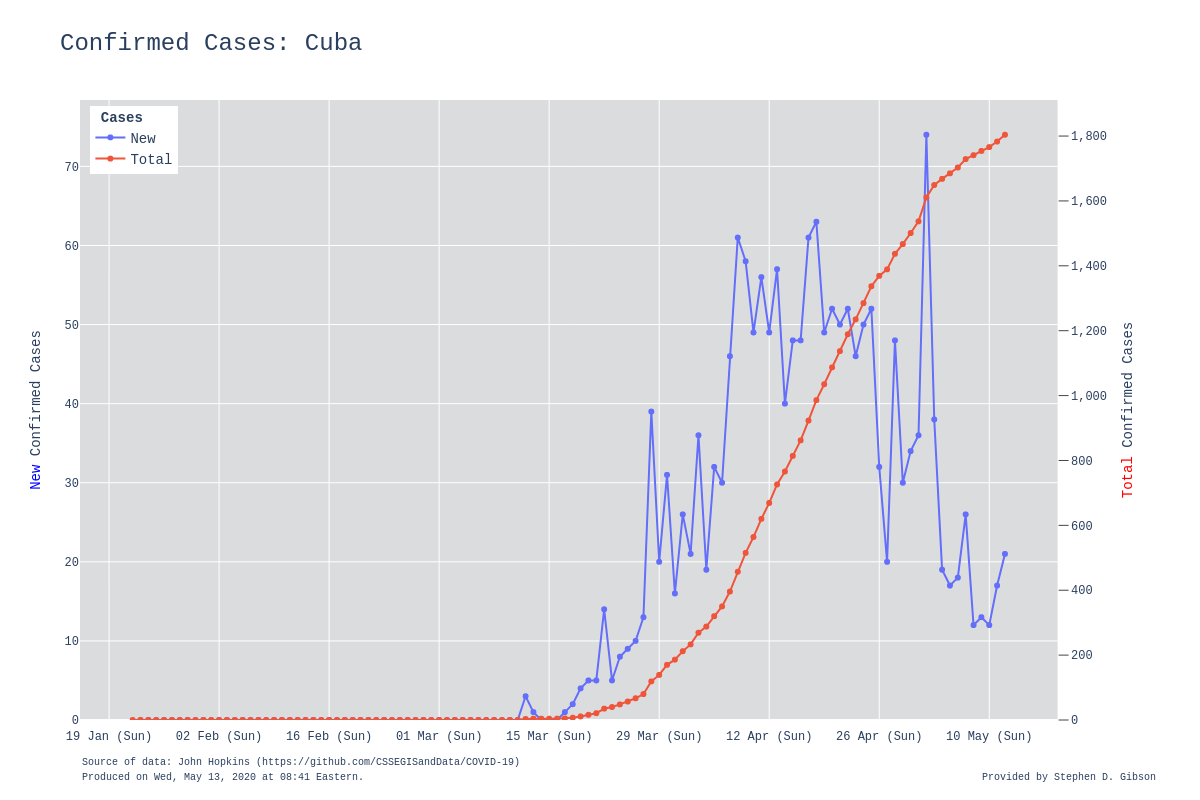 Confirmed Cases: Cuba
Cases
New
Total
70
60
50
40
30
20
10
0
New Confirmed Cases
1,800
1,600
1,400
1,200
1,000
800
600
400
200
0
Total Confirmed Cases
19 Jan (Sun)
02 Feb (Sun)
16 Feb (Sun)
01 Mar (Sun)
15 Mar (Sun)
29 Mar (Sun)
12 Apr (Sun)
26 Apr (Sun)
10 May (Sun)
Source of data: John Hopkins (https://github.com/CSSEGISandData/COVID-19)
Produced on Wed, May 13, 2020 at 08:41 Eastern.
Provided by Stephen D. Gibson